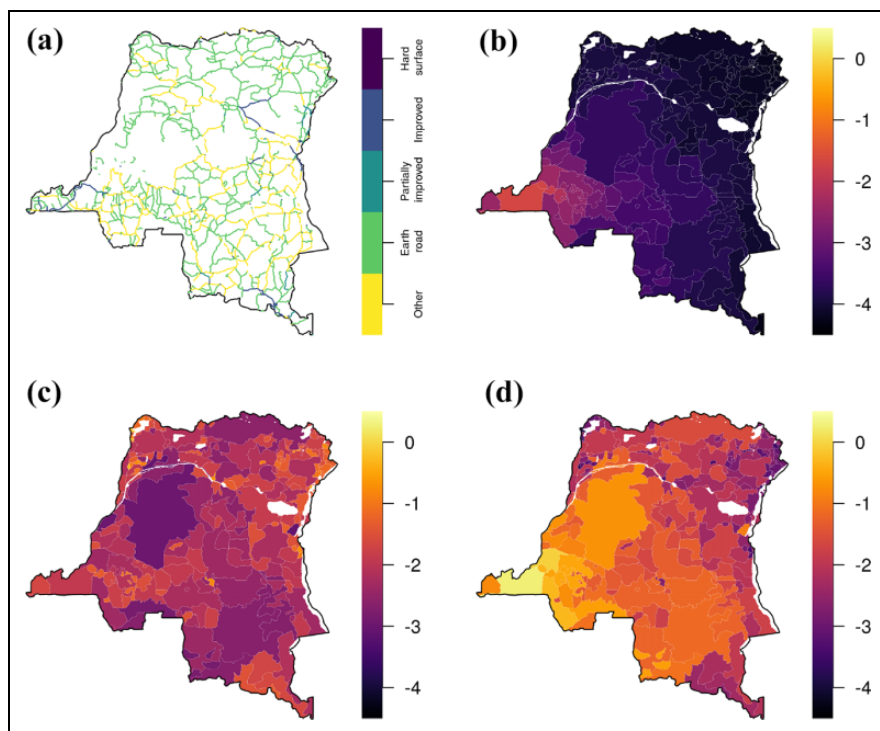 (a)
Hard
surface
Improved
Partially
improved
Earth
road
Other
(b)
0
-1
-2
-3
-4
(c)
0
-1
-2
-3
-4
(d)
0
-1
-2
-3
-4